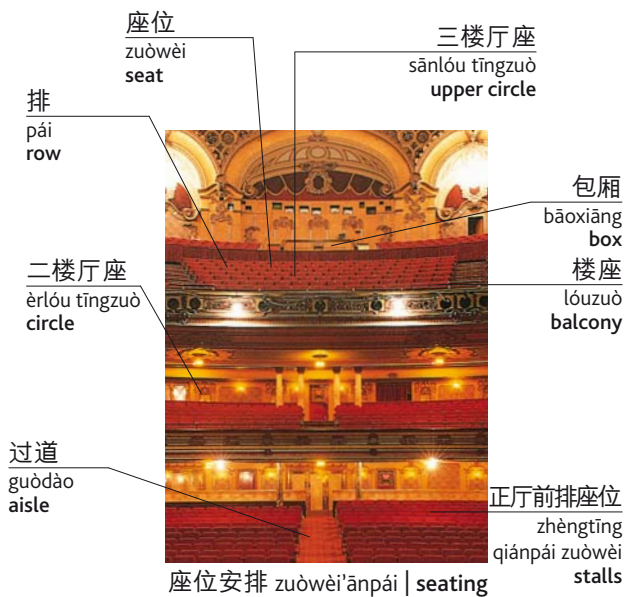 座位
zuòwèi
seat
三楼厅座
sānlóu tīngzuò
upper circle
排
pái
row
包厢
bāoxiāng
box
二楼厅座
èrlóu tīngzuò
circle
楼座
lóuzuò
balcony
过道
guòdào
aisle
正厅前排座位
zhèngtīng
qiánpái zuòwèi
stalls
座位安排 zuòwèi'ānpái | seating